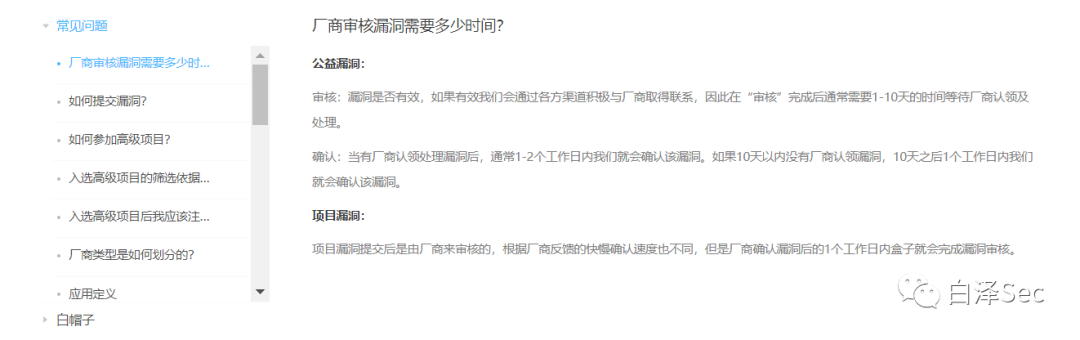 常见问题
厂商审核漏洞需要多少时...
如何提交漏洞?
如何参加高级项目?
入选高级项目的筛选依据...
入选高级项目后我应该注...
厂商类型是如何划分的?
应用定义
白帽子
厂商审核漏洞需要多少时间?
公益漏洞：
审核：漏洞是否有效，如果有效我们会通过各方渠道积极与厂商取得联系，因此在“审核”完成后通常需要1-10天的时间等待厂商认领及
处理。
确认：当有厂商认领处理漏洞后，通常1-2个工作日内我们就会确认该漏洞。如果10天以内没有厂商认领漏洞，10天之后1个工作日内我们
就会确认该漏洞。
项目漏洞：
项目漏洞提交后是由厂商来审核的，根据厂商反馈的快慢确认速度也不同，但是厂商确认漏洞后的1个工作日内盒子就会完成漏洞审核。
白泽Sec